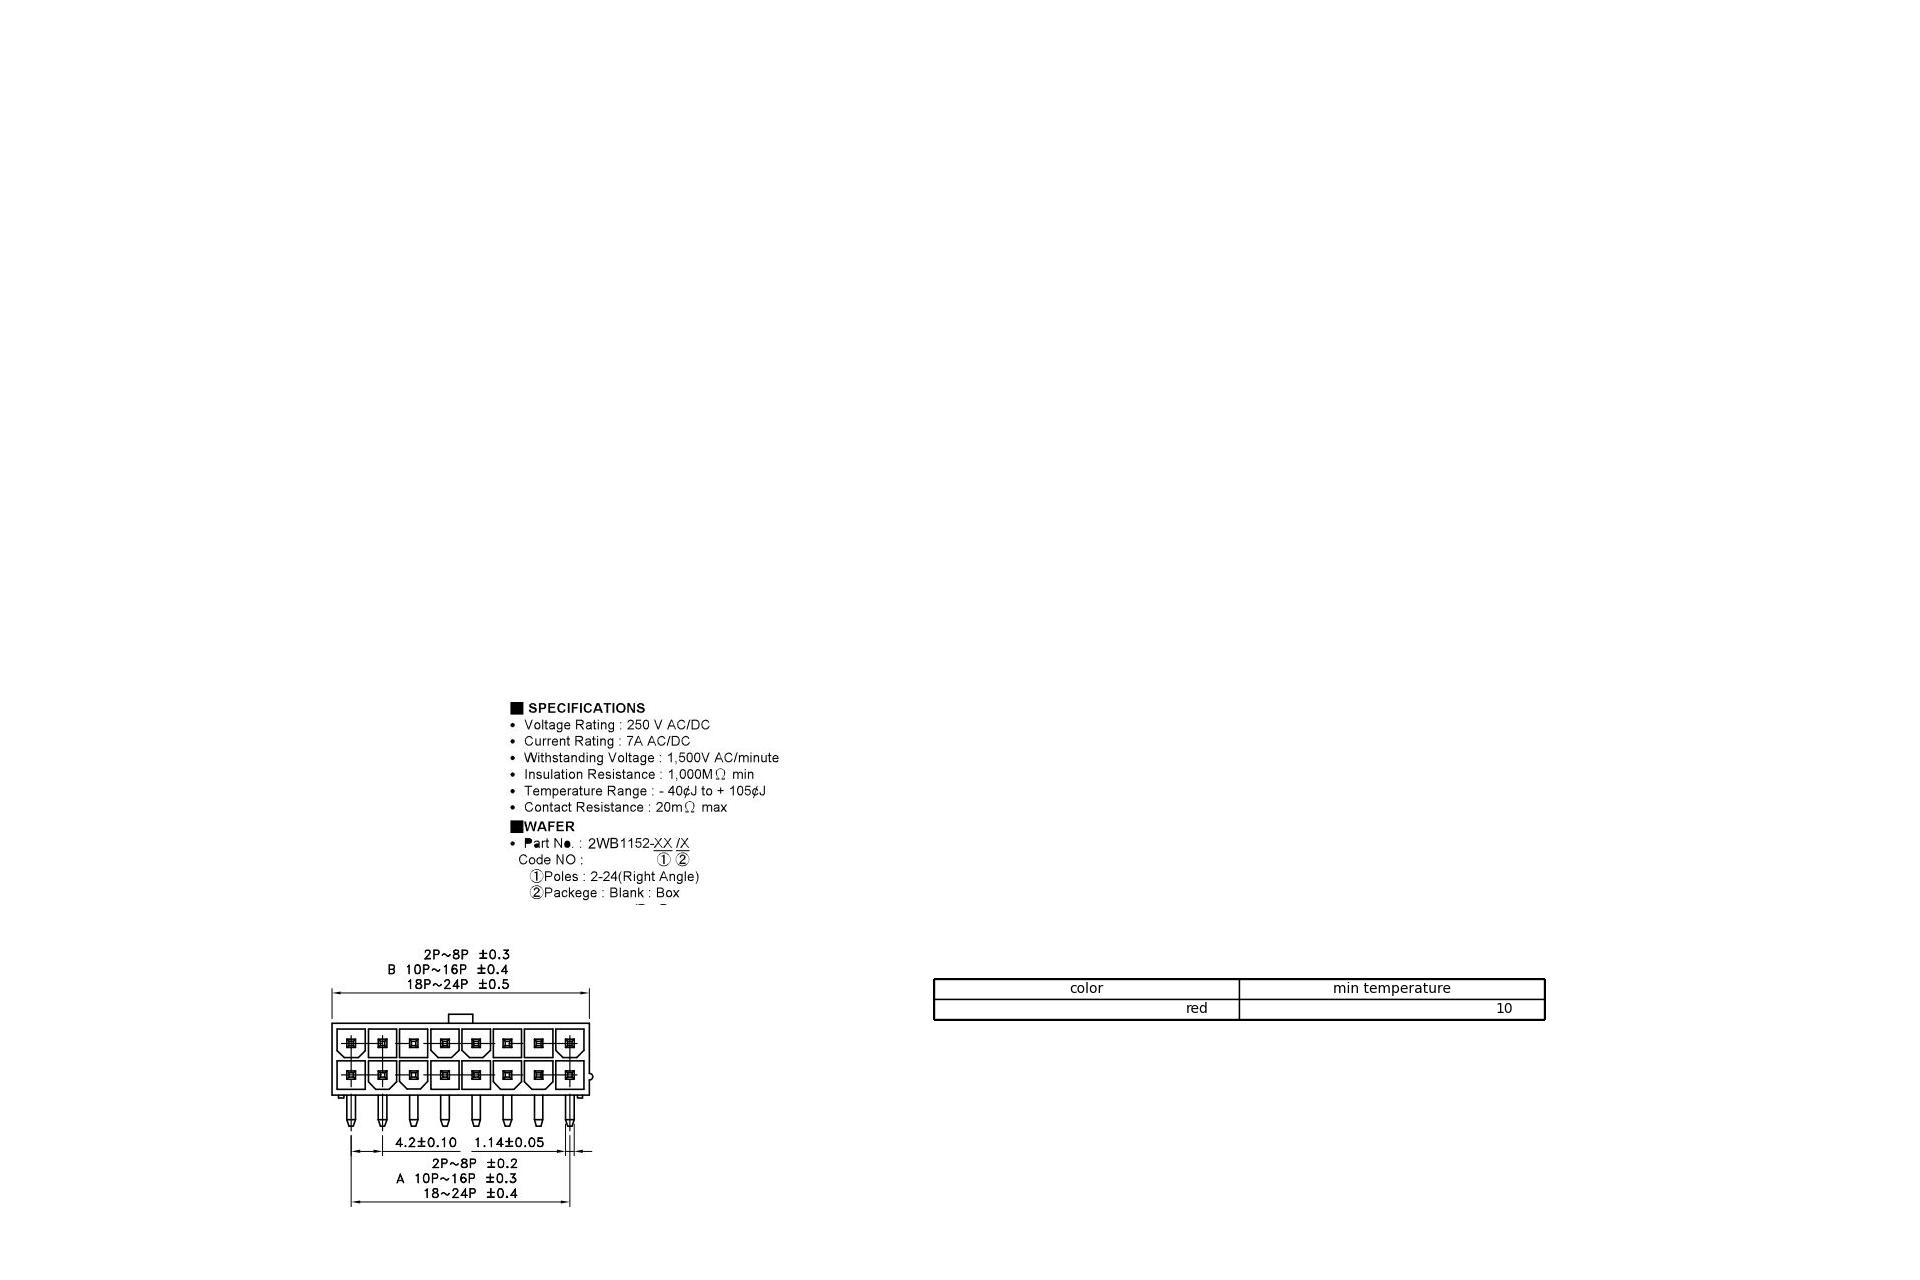 ■ SPECIFICATIONS
• Voltage Rating : 250 V AC/DC
• Current Rating : 7A AC/DC
• Withstanding Voltage : 1,500V AC/minute
• Insulation Resistance : 1,000MΩ min
• Temperature Range : - 40¢J to + 105¢J
• Contact Resistance : 20mΩ max
■WAFER
• Part No. : 2WB1152-XX /X
Code NO : ① ②
①Poles : 2-24(Right Angle)
②Packege : Blank : Box
2P~8P ±0.3
B 10P~16P ±0.4
18P~24P ±0.5
4.2±0.10 1.14±0.05
2P~8P ±0.2
A 10P~16P ±0.3
18~24P ±0.4
color min temperature
red 10